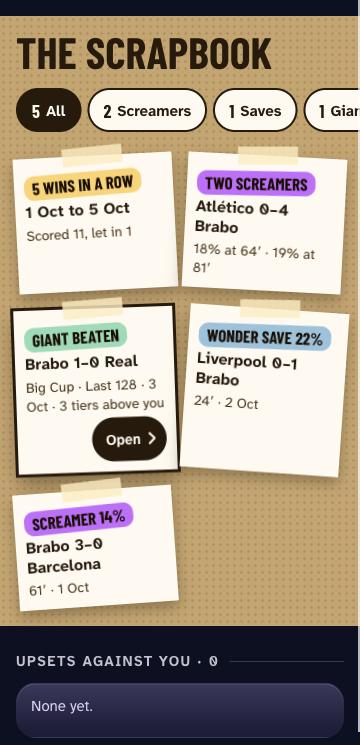 THE SCRAPBOOK
5 All
2 Screamers
1 Saves
1 Gian
5 WINS IN A ROW
1 Oct to 5 Oct
Scored 11, let in 1
TWO SCREAMERS
Atlético 0–4
Brabo
18% at 64′ · 19% at
81′
GIANT BEATEN
Brabo 1–0 Real
Big Cup · Last 128 · 3
Oct · 3 tiers above you
Open
WONDER SAVE 22%
Liverpool 0–1
Brabo
24′ · 2 Oct
SCREAMER 14%
Brabo 3–0
Barcelona
61′ · 1 Oct
UPSETS AGAINST YOU · 0
None yet.